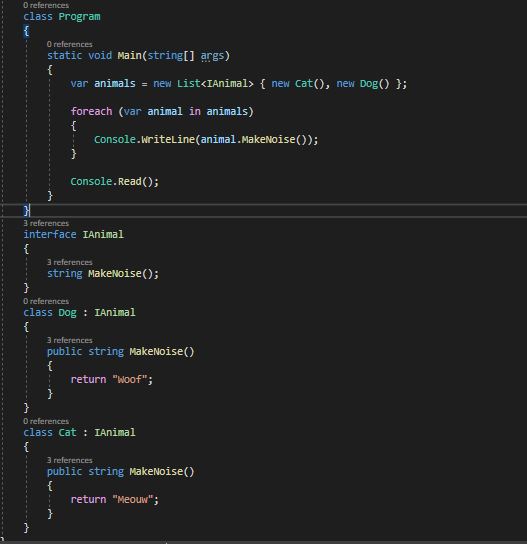 0 references
class Program
{
0 references
static void Main(string[] args)
{
var animals = new List<IAnimal> { new Cat(), new Dog() };
foreach (var animal in animals)
{
Console.WriteLine(animal.MakeNoise());
}
Console.Read();
}
}
3 references
interface IAnimal
{
3 references
string MakeNoise();
}
0 references
class Dog : IAnimal
{
3 references
public string MakeNoise()
{
return "Woof";
}
}
0 references
class Cat : IAnimal
{
3 references
public string MakeNoise()
{
return "Meouw";
}
}
}